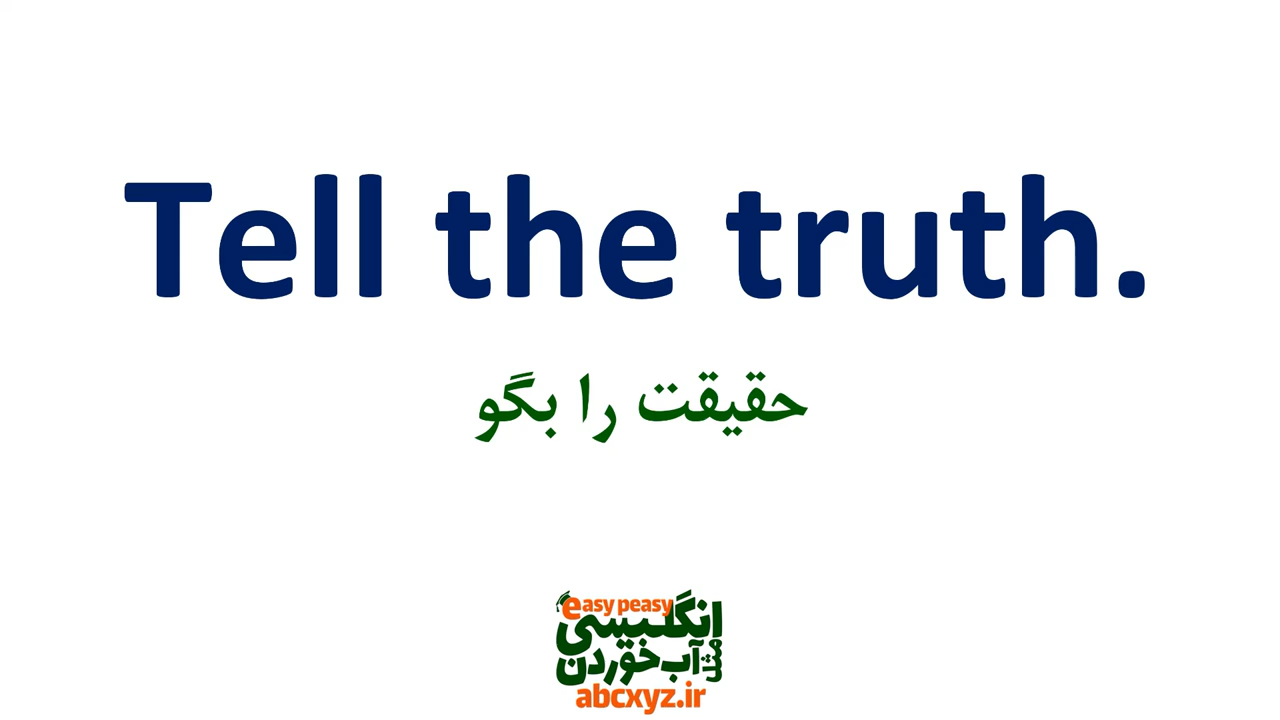 Tell the truth.
حقیقت را بگو
easy peasy
انگلیسی
مثل آب خوردن
abcxyz.ir